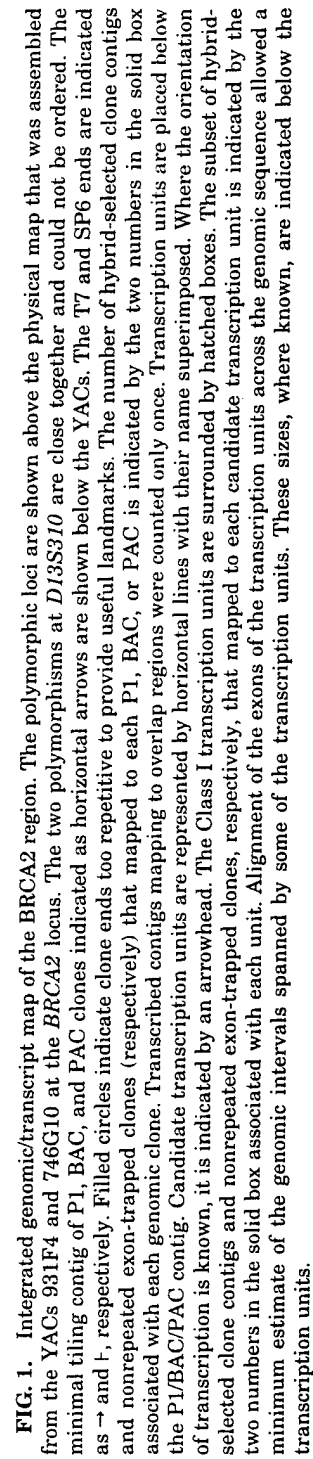 FIG. 1. Integrated genomic/transcript map of the BRCA2 region. The polymorphic loci are shown above the physical map that was assembled
from the YACs 931F4 and 746G10 at the BRCA2 locus. The two polymorphisms at D13S310 are close together and could not be ordered. The
minimal tiling contig of P1, BAC, and PAC clones indicated as horizontal arrows are shown below the YACs. The T7 and SP6 ends are indicated
as → and ⊢, respectively. Filled circles indicate clone ends too repetitive to provide useful landmarks. The number of hybrid-selected clone contigs
and nonrepeated exon-trapped clones (respectively) that mapped to each P1, BAC, or PAC is indicated by the two numbers in the solid box
associated with each genomic clone. Transcribed contigs mapping to overlap regions were counted only once. Transcription units are placed below
the P1/BAC/PAC contig. Candidate transcription units are represented by horizontal lines with their name superimposed. Where the orientation
of transcription is known, it is indicated by an arrowhead. The Class I transcription units are surrounded by hatched boxes. The subset of hybrid-
selected clone contigs and nonrepeated exon-trapped clones, respectively, that mapped to each candidate transcription unit is indicated by the
two numbers in the solid box associated with each unit. Alignment of the exons of the transcription units across the genomic sequence allowed a
minimum estimate of the genomic intervals spanned by some of the transcription units. These sizes, where known, are indicated below the
transcription units.